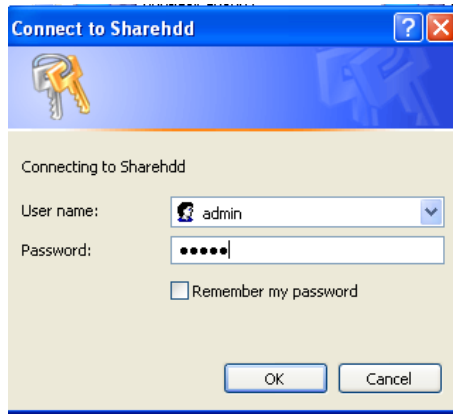 Connect to Sharehdd
Connecting to Sharehdd
User name:
admin
Password:
●●●●●
Remember my password
OK
Cancel